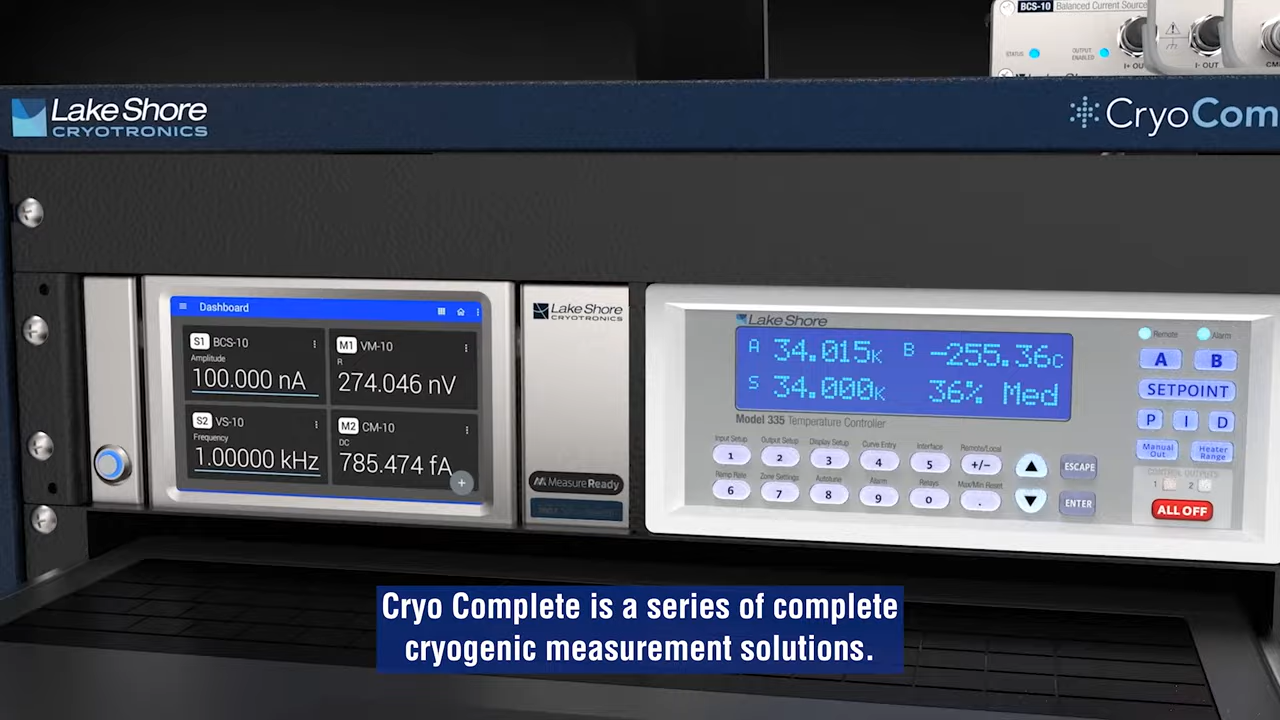 BCS-10 Balanced Current Source
STATUS
OUTPUT ENABLED
I+ OUT
I- OUT
Lake Shore
CRYOTRONICS
CryoCom
Dashboard
S1 BCS-10
Amplitude
100.000 nA
M1 VM-10
R
274.046 nV
S2 VS-10
Frequency
1.00000 kHz
M2 CM-10
DC
785.474 fA
+
Lake Shore
CRYOTRONICS
M MeasureReady
Lake Shore
A 34.015K B -255.36C
S 34.000K 36% Med
Model 335 Temperature Controller
Remote Alarm
A B
SETPOINT
P I D
Manual Out Heater Range
CONTROL OUTPUTS
1 2
ALL OFF
Input Setup Output Setup Display Setup Curve Entry Interface Remote/Local
1 2 3 4 5 +/- ▲ ESCAPE
Ramp Rate Zone Settings Autotune Alarm Relays Max/Min Reset
6 7 8 9 0 . ▼ ENTER
Cryo Complete is a series of complete
cryogenic measurement solutions.